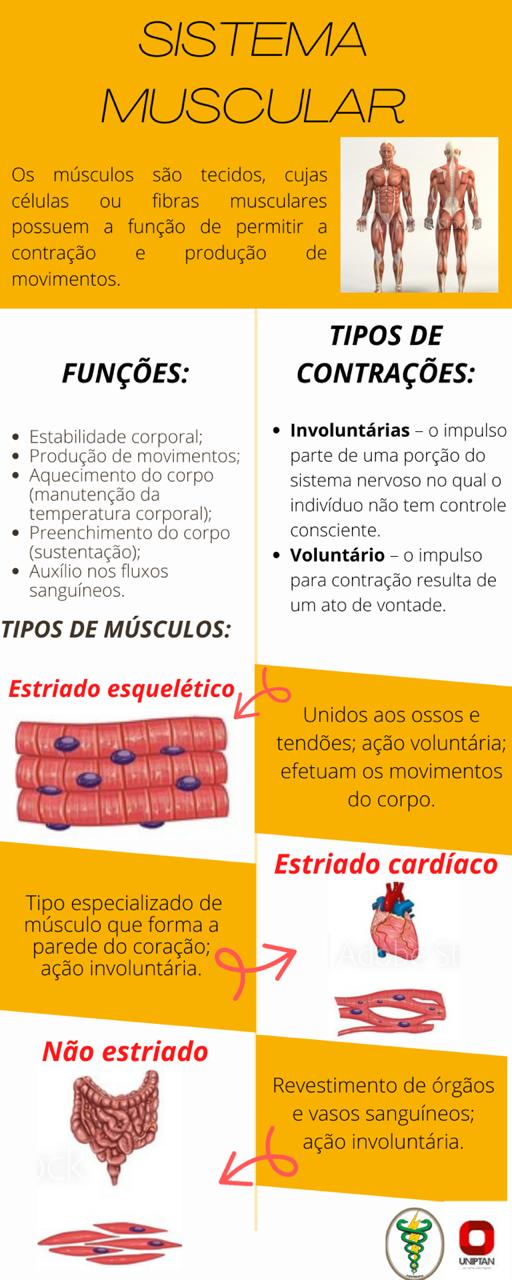 SISTEMA
MUSCULAR
Os músculos são tecidos, cujas
células ou fibras musculares
possuem a função de permitir a
contração e produção de
movimentos.
FUNÇÕES:
Estabilidade corporal;
Produção de movimentos;
Aquecimento do corpo
(manutenção da
temperatura corporal);
Preenchimento do corpo
(sustentação);
Auxílio nos fluxos
sanguíneos.
TIPOS DE
CONTRAÇÕES:
Involuntárias – o impulso
parte de uma porção do
sistema nervoso no qual o
indivíduo não tem controle
consciente.
Voluntário – o impulso
para contração resulta de
um ato de vontade.
TIPOS DE MÚSCULOS:
Estriado esquelético
Unidos aos ossos e
tendões; ação voluntária;
efetuam os movimentos
do corpo.
Estriado cardíaco
Tipo especializado de
músculo que forma a
parede do coração;
ação involuntária.
Adobe St
Não estriado
Revestimento de órgãos
e vasos sanguíneos;
ação involuntária.
ock
UNIPTAN